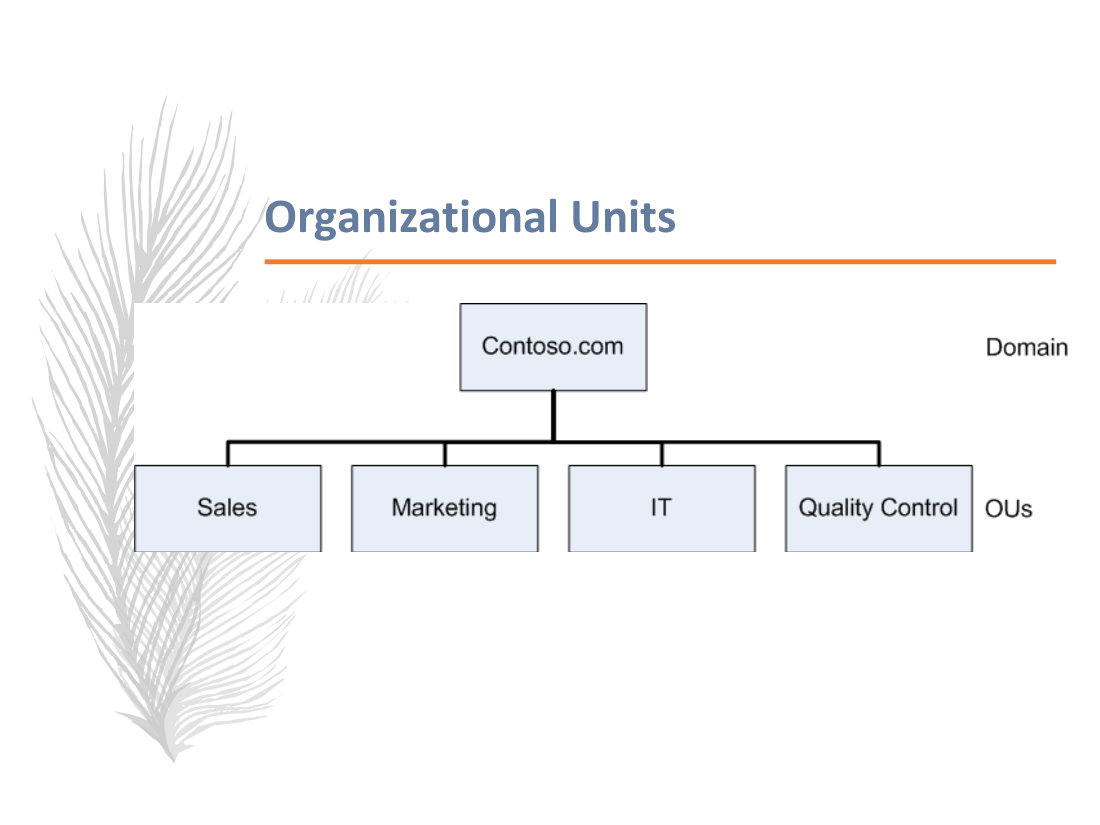 Organizational Units
Contoso.com
Domain
Sales
Marketing
IT
Quality Control
OUs